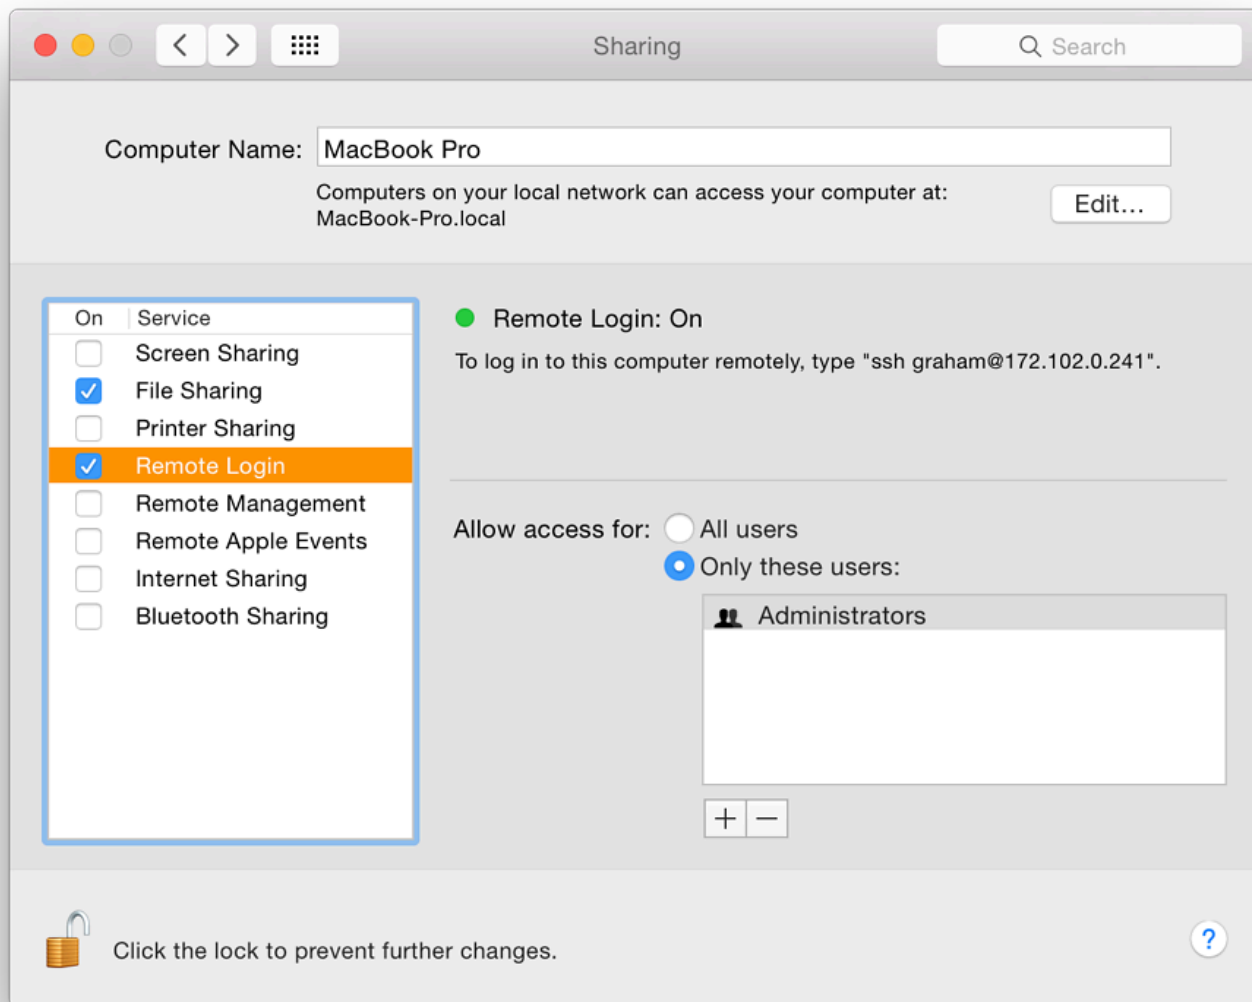 Sharing
Search
Computer Name: MacBook Pro
Computers on your local network can access your computer at:
MacBook-Pro.local
Edit...
On Service
Screen Sharing
File Sharing
Printer Sharing
Remote Login
Remote Management
Remote Apple Events
Internet Sharing
Bluetooth Sharing
Remote Login: On
To log in to this computer remotely, type "ssh graham@172.102.0.241".
Allow access for: All users
Only these users:
Administrators
Click the lock to prevent further changes.
?